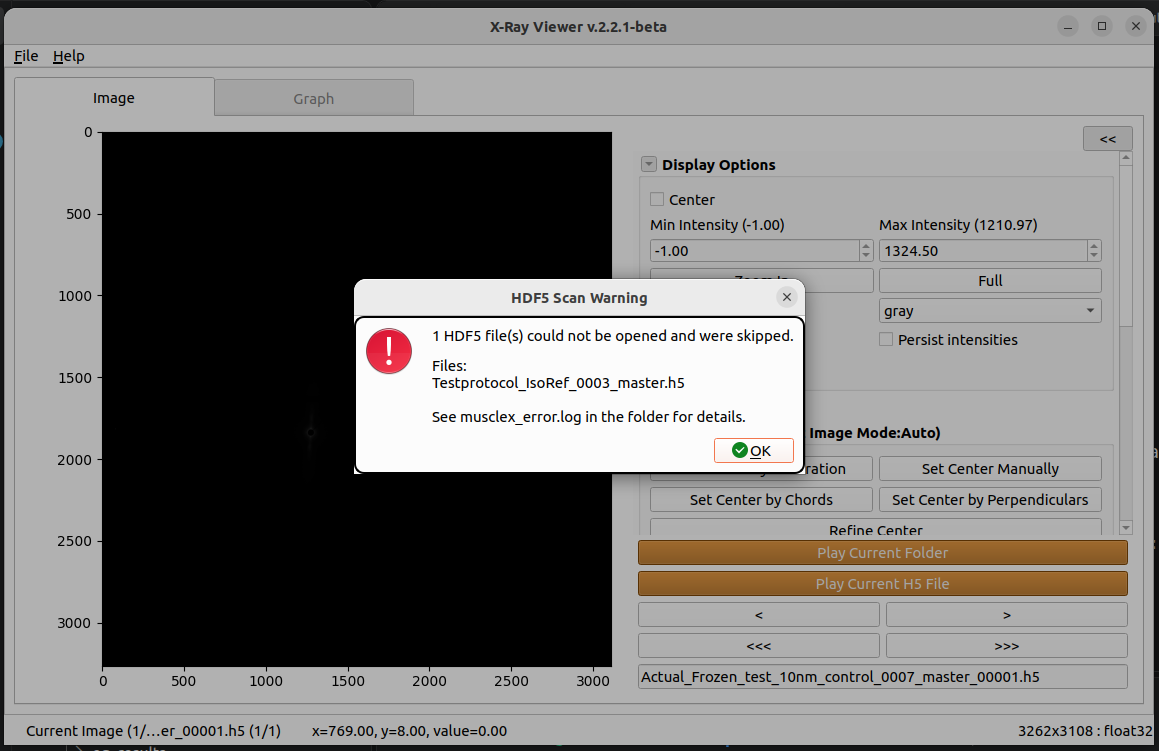 X-Ray Viewer v.2.2.1-beta
File Help
Image Graph
<<
Display Options
Center
Min Intensity (-1.00) Max Intensity (1210.97)
-1.00 1324.50
Full
gray
Persist intensities
HDF5 Scan Warning
1 HDF5 file(s) could not be opened and were skipped.
Files:
Testprotocol_IsoRef_0003_master.h5
See musclex_error.log in the folder for details.
OK
Image Mode:Auto)
Set Center Manually
Set Center by Chords Set Center by Perpendiculars
Refine Center
Play Current Folder
Play Current H5 File
< >
<<< >>>
Actual_Frozen_test_10nm_control_0007_master_00001.h5
0
500
1000
1500
2000
2500
3000
0 500 1000 1500 2000 2500 3000
Current Image (1/...er_00001.h5 (1/1) x=769.00, y=8.00, value=0.00 3262x3108 : float32